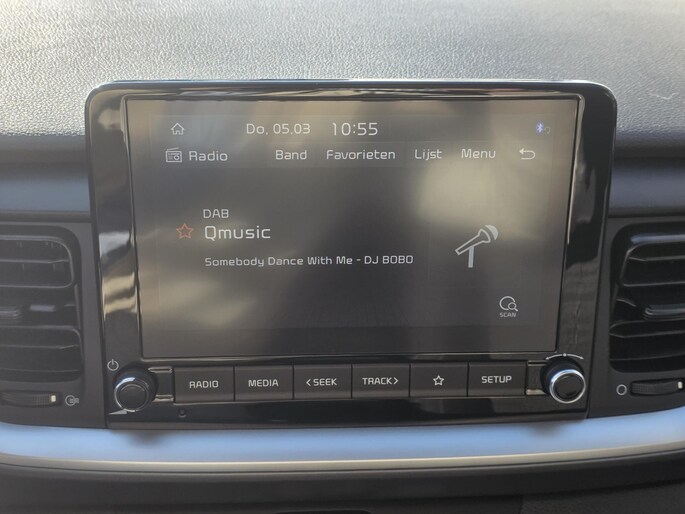 Do, 05.03 10:55
Radio Band Favorieten Lijst Menu
DAB
Qmusic
Somebody Dance With Me - DJ BOBO
SCAN
RADIO MEDIA <SEEK TRACK> SETUP